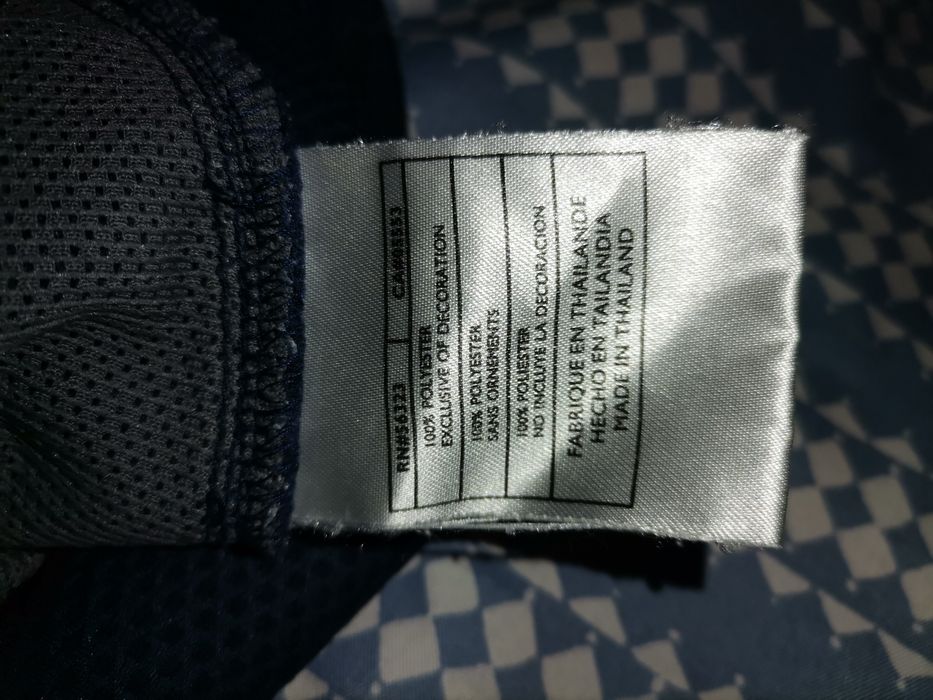 RN#56323 CA#05553
100% POLYESTER
EXCLUSIVE OF DECORATION
100% POLYESTER
SANS ORNEMENTS
100% POLIESTER
NO INCLUYE LA DECORACION
FABRIQUE EN THAILANDE
HECHO EN TAILANDIA
MADE IN THAILAND